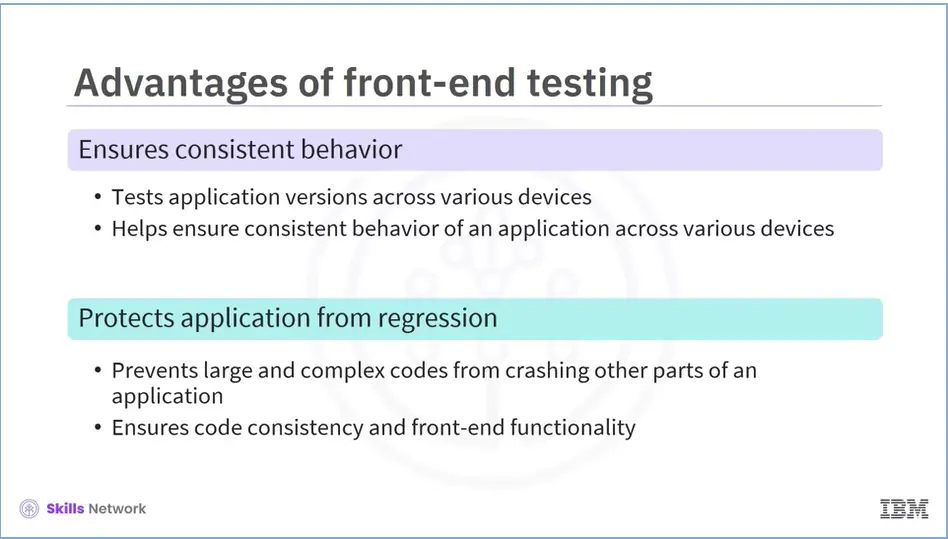 Advantages of front-end testing
Ensures consistent behavior
• Tests application versions across various devices
• Helps ensure consistent behavior of an application across various devices
Protects application from regression
• Prevents large and complex codes from crashing other parts of an
application
• Ensures code consistency and front-end functionality
Skills Network
IBM